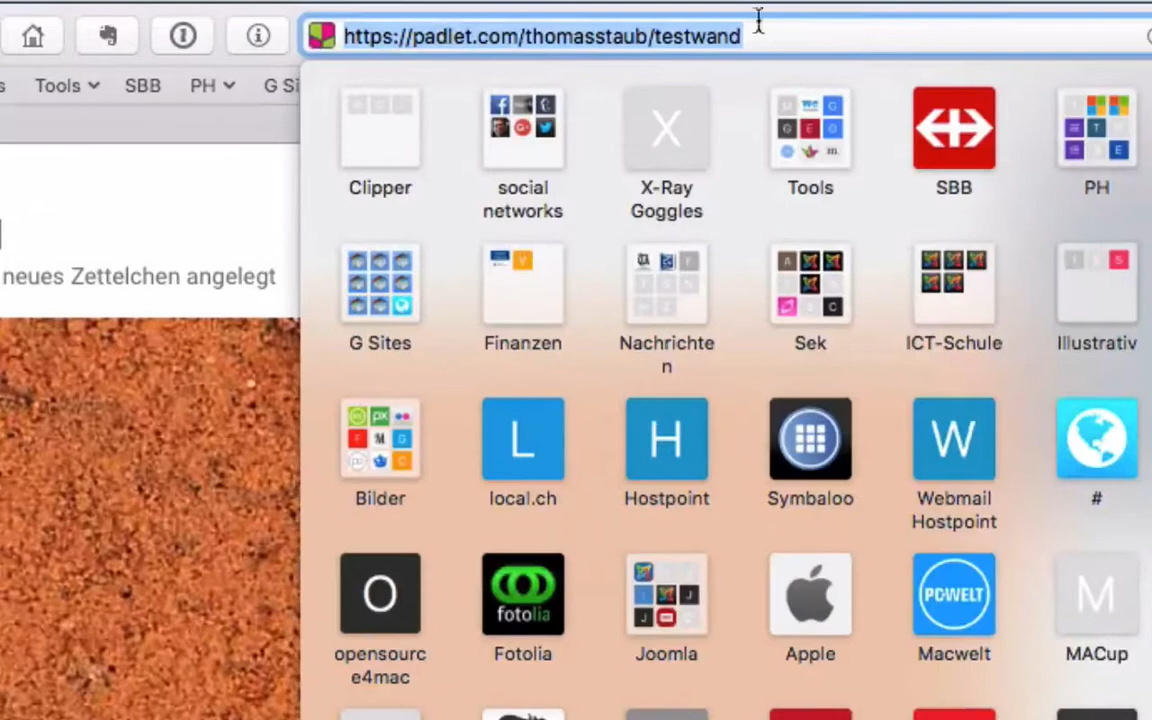 https://padlet.com/thomasstaub/testwand
Tools
SBB
PH
G Si
neues Zettelchen angelegt
Clipper
social
networks
X
X-Ray
Goggles
Tools
SBB
PH
G Sites
Finanzen
Nachrichte
n
Sek
ICT-Schule
Illustrativ
Bilder
L
local.ch
H
Hostpoint
Symbaloo
W
Webmail
Hostpoint
#
O
opensourc
e4mac
fotolia
Fotolia
Joomla
Apple
PCWELT
Macwelt
M
MACup